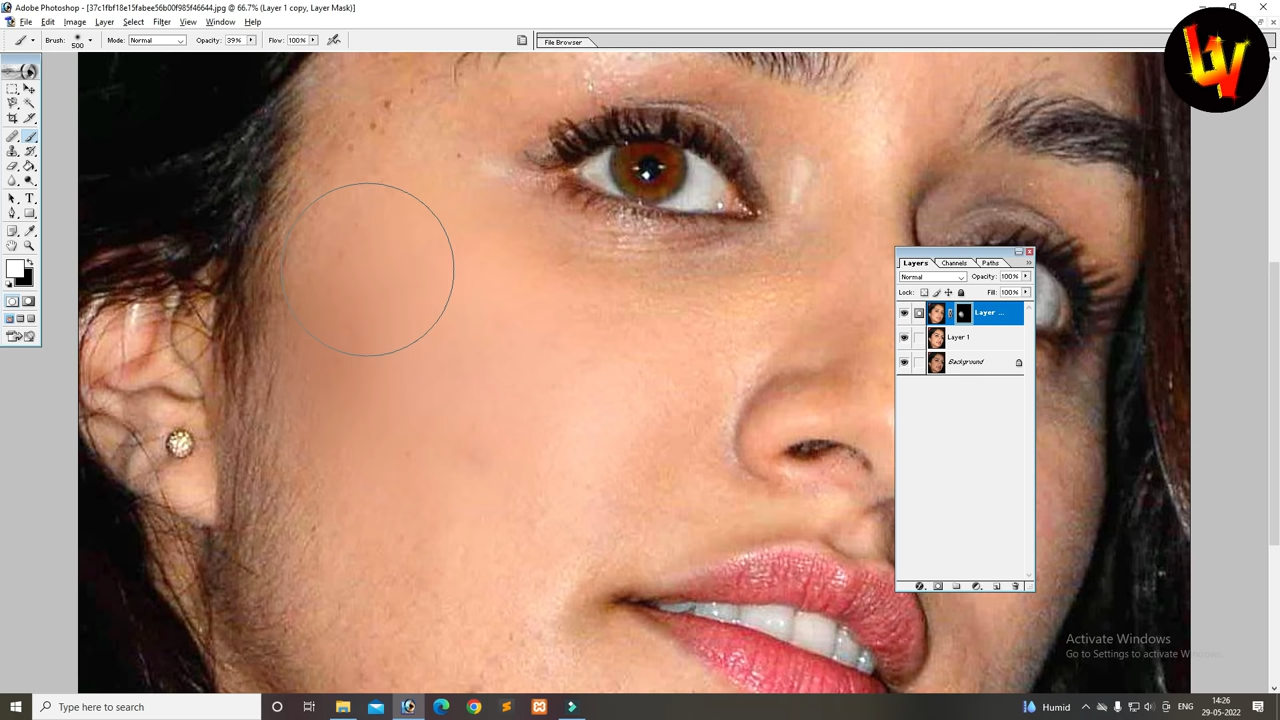 Adobe Photoshop - [37c1fbf18e15fabee56b00f985f46644.jpg @ 66.7% (Layer 1 copy, Layer Mask)]
File Edit Image Layer Select Filter View Window Help
Brush: 500 Mode: Normal Opacity: 39% Flow: 100% File Browser
Layers Channels Paths
Normal Opacity: 100%
Lock: Fill: 100%
Layer ...
Layer 1
Background
Activate Windows
Go to Settings to activate Windows.
Type here to search
Humid ENG 14:26
29-05-2022